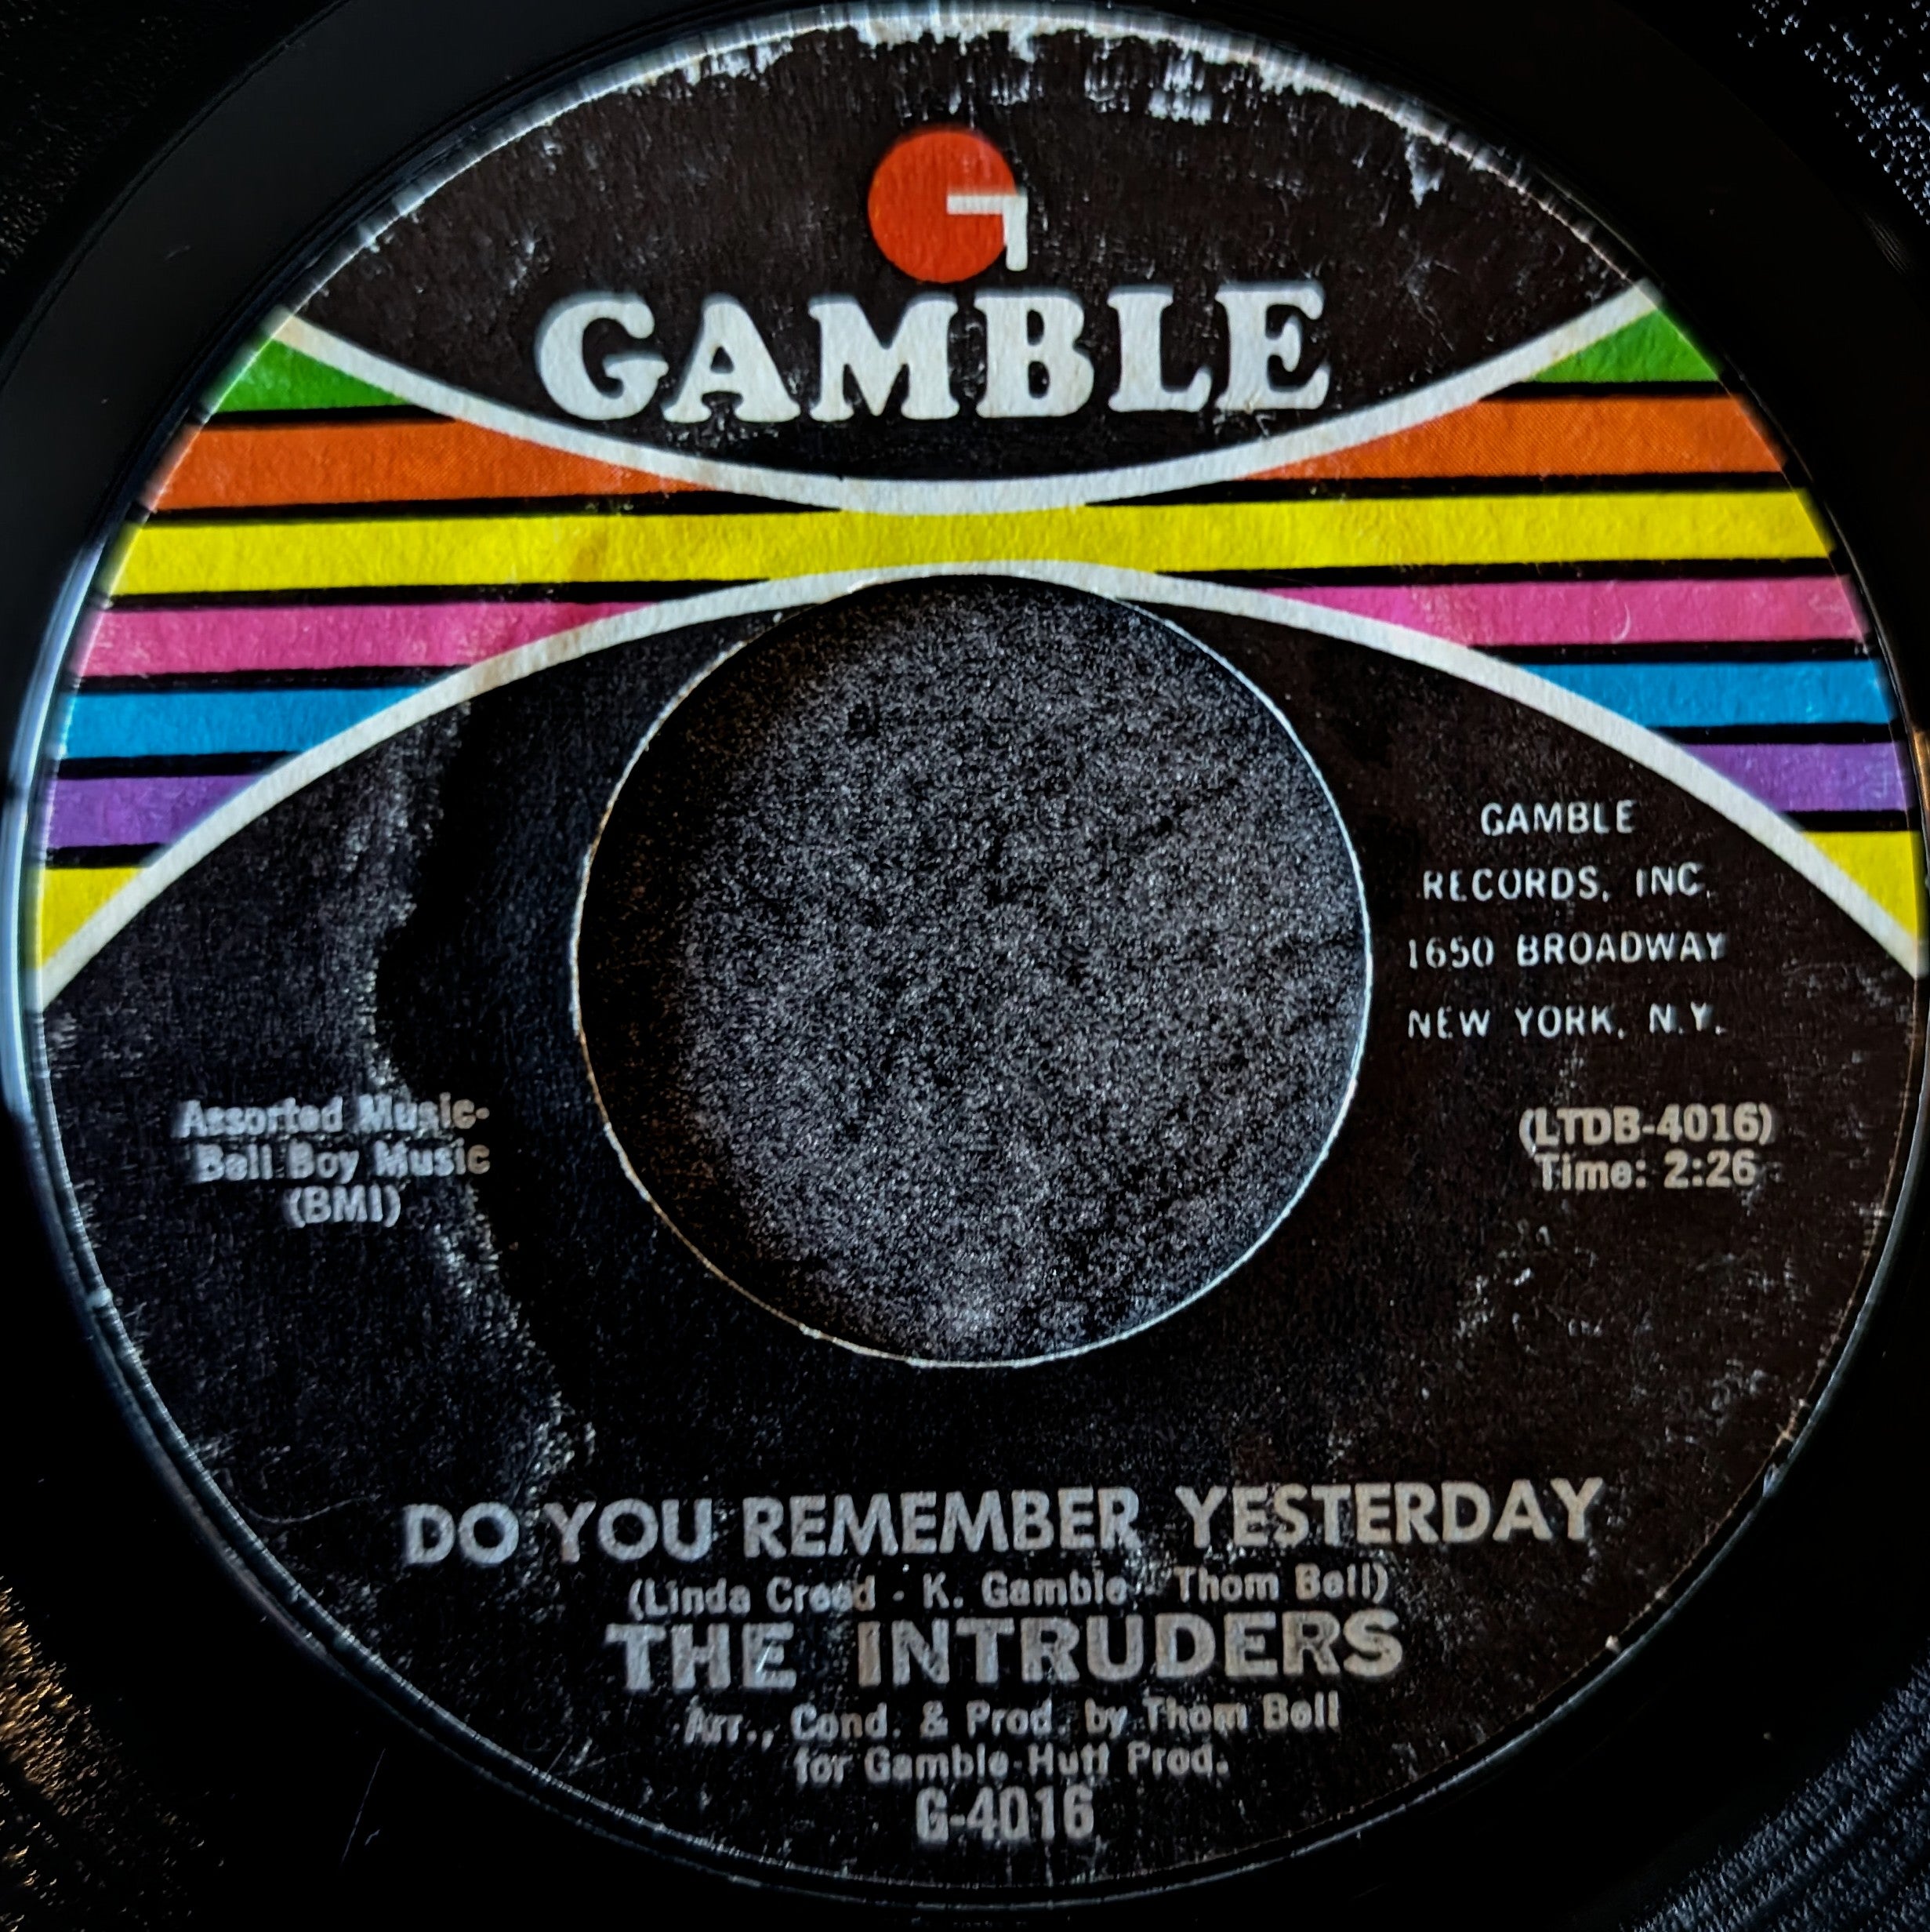 G
GAMBLE
GAMBLE
RECORDS, INC.
1650 BROADWAY
NEW YORK, N.Y.
Assorted Music-
Bell Boy Music
(BMI)
(LTDB-4016)
Time: 2:26
DO YOU REMEMBER YESTERDAY
(Linda Creed - K. Gamble - Thom Bell)
THE INTRUDERS
Arr., Cond. & Prod. by Thom Bell
for Gamble-Huff Prod.
G-4016